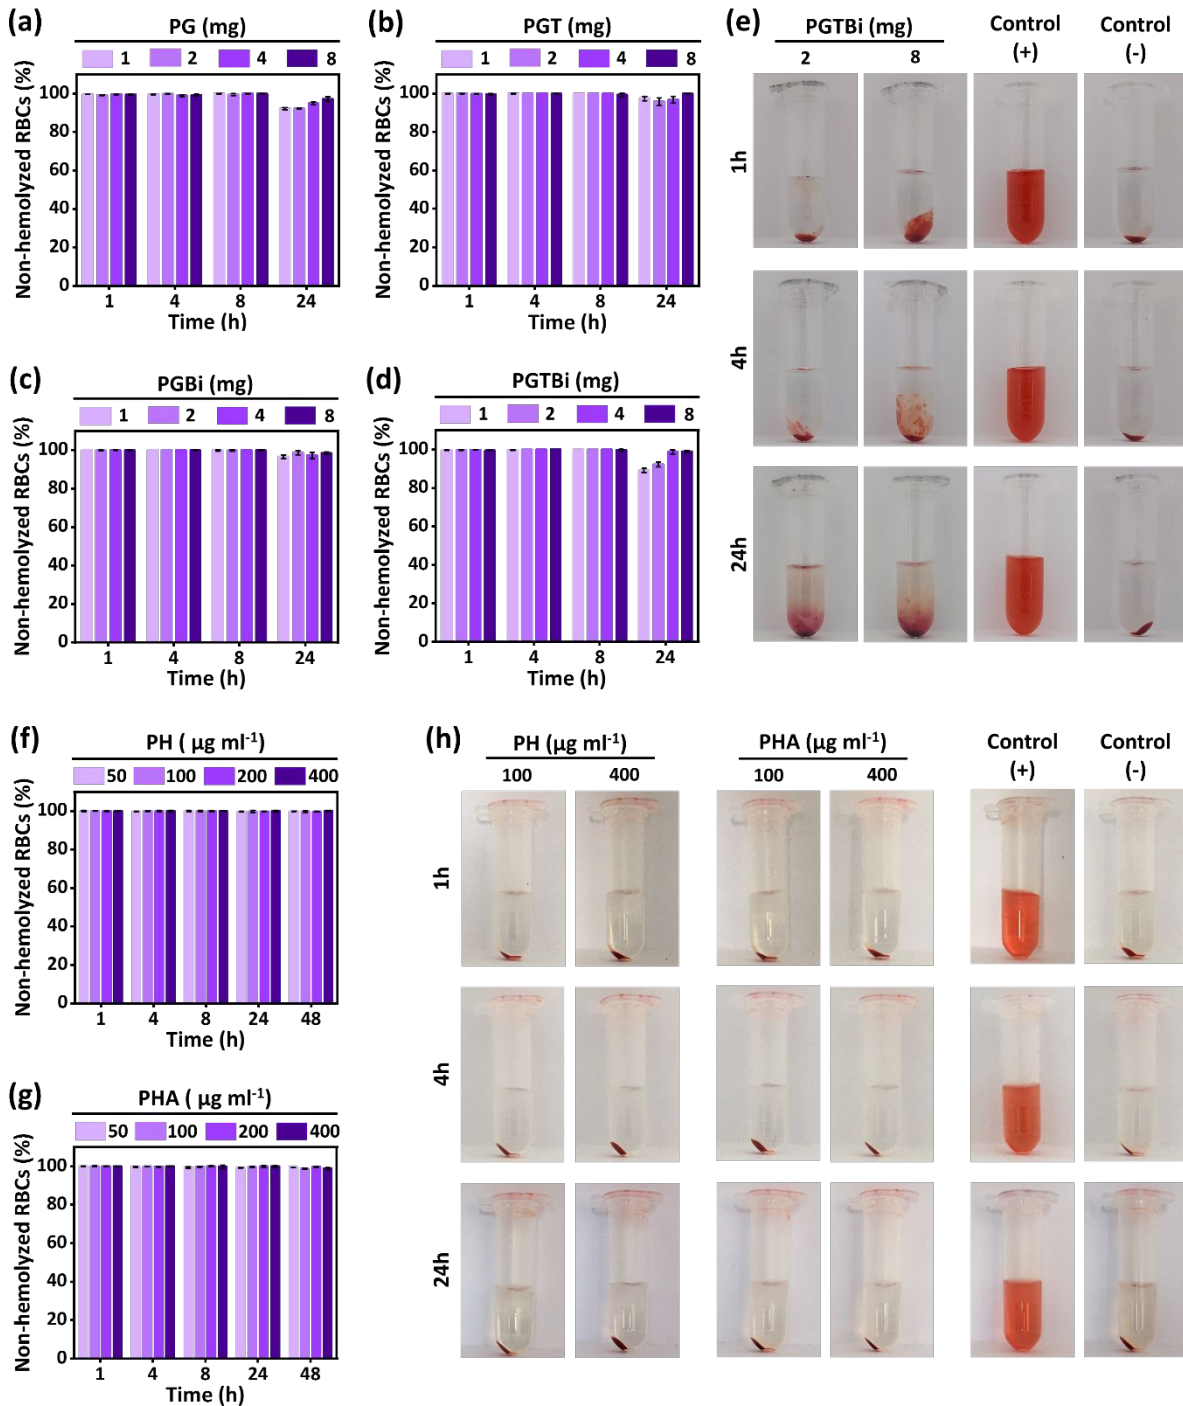 (a)
PG (mg)
1 2 4 8
Non-hemolyzed RBCs (%)
100
80
60
40
20
0
1 4 8 24
Time (h)
(b)
PGT (mg)
1 2 4 8
Non-hemolyzed RBCs (%)
100
80
60
40
20
0
1 4 8 24
Time (h)
(c)
PGBi (mg)
1 2 4 8
Non-hemolyzed RBCs (%)
100
80
60
40
20
0
1 4 8 24
Time (h)
(d)
PGTBi (mg)
1 2 4 8
Non-hemolyzed RBCs (%)
100
80
60
40
20
0
1 4 8 24
Time (h)
(e)
PGTBi (mg)
2 8
Control
(+)
Control
(-)
1h
4h
24h
(f)
PH ( µg ml⁻¹)
50 100 200 400
Non-hemolyzed RBCs (%)
100
80
60
40
20
0
1 4 8 24 48
Time (h)
(g)
PHA ( µg ml⁻¹)
50 100 200 400
Non-hemolyzed RBCs (%)
100
80
60
40
20
0
1 4 8 24 48
Time (h)
(h)
PH (µg ml⁻¹)
100 400
PHA (µg ml⁻¹)
100 400
Control
(+)
Control
(-)
1h
4h
24h